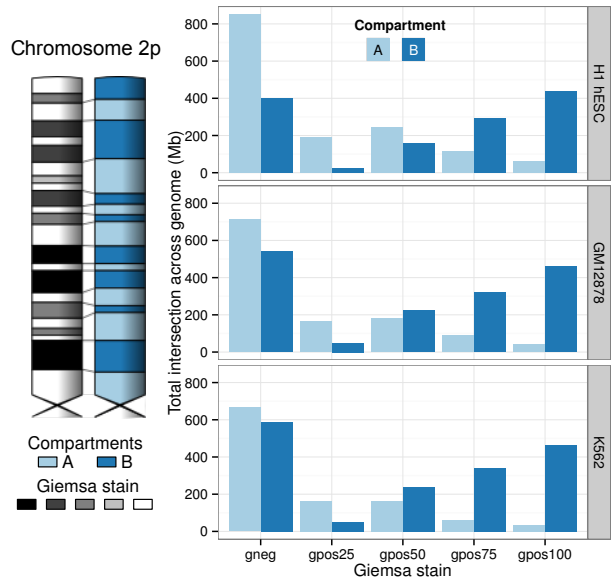 Chromosome 2p
Compartments
A B
Giemsa stain
Total intersection across genome (Mb)
Compartment
A B
800
600
400
200
0
H1 hESC
800
600
400
200
0
GM12878
800
600
400
200
0
K562
gneg gpos25 gpos50 gpos75 gpos100
Giemsa stain